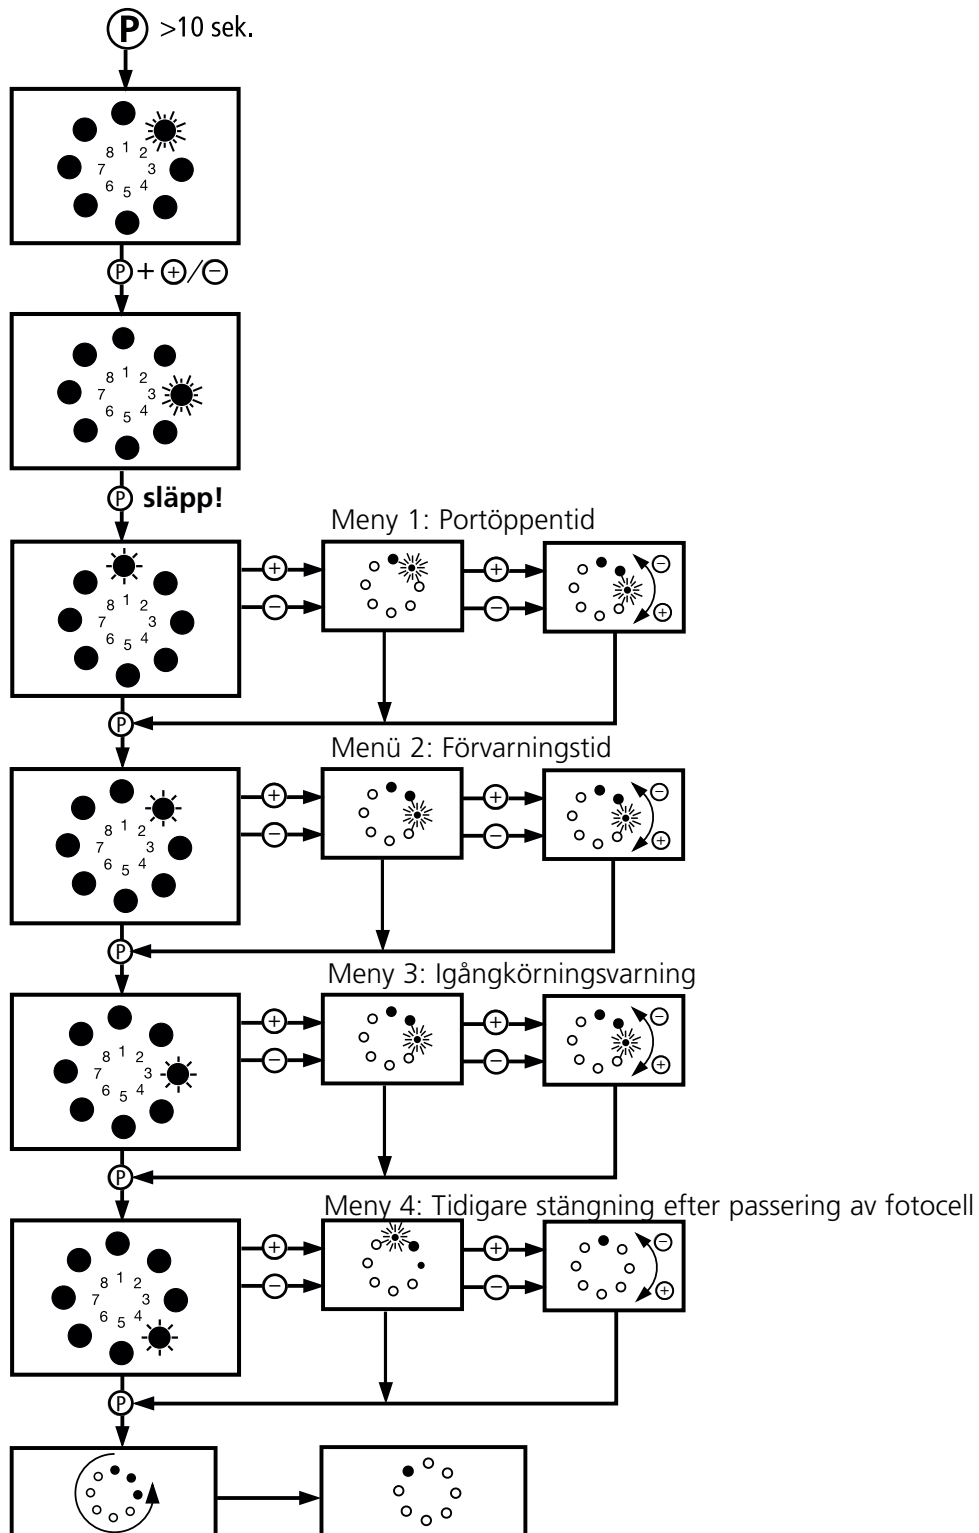 P >10 sek.
8 1 2
7 3
6 5 4
P + +/−
8 1 2
7 3
6 5 4
P släpp!
Meny 1: Portöppentid
8 1 2
7 3
6 5 4
+ + −
− − +
P
Menü 2: Förvarningstid
8 1 2
7 3
6 5 4
+ + −
− − +
P
Meny 3: Igångkörningsvarning
8 1 2
7 3
6 5 4
+ + −
− − +
P
Meny 4: Tidigare stängning efter passering av fotocell
8 1 2
7 3
6 5 4
+ + −
− − +
P